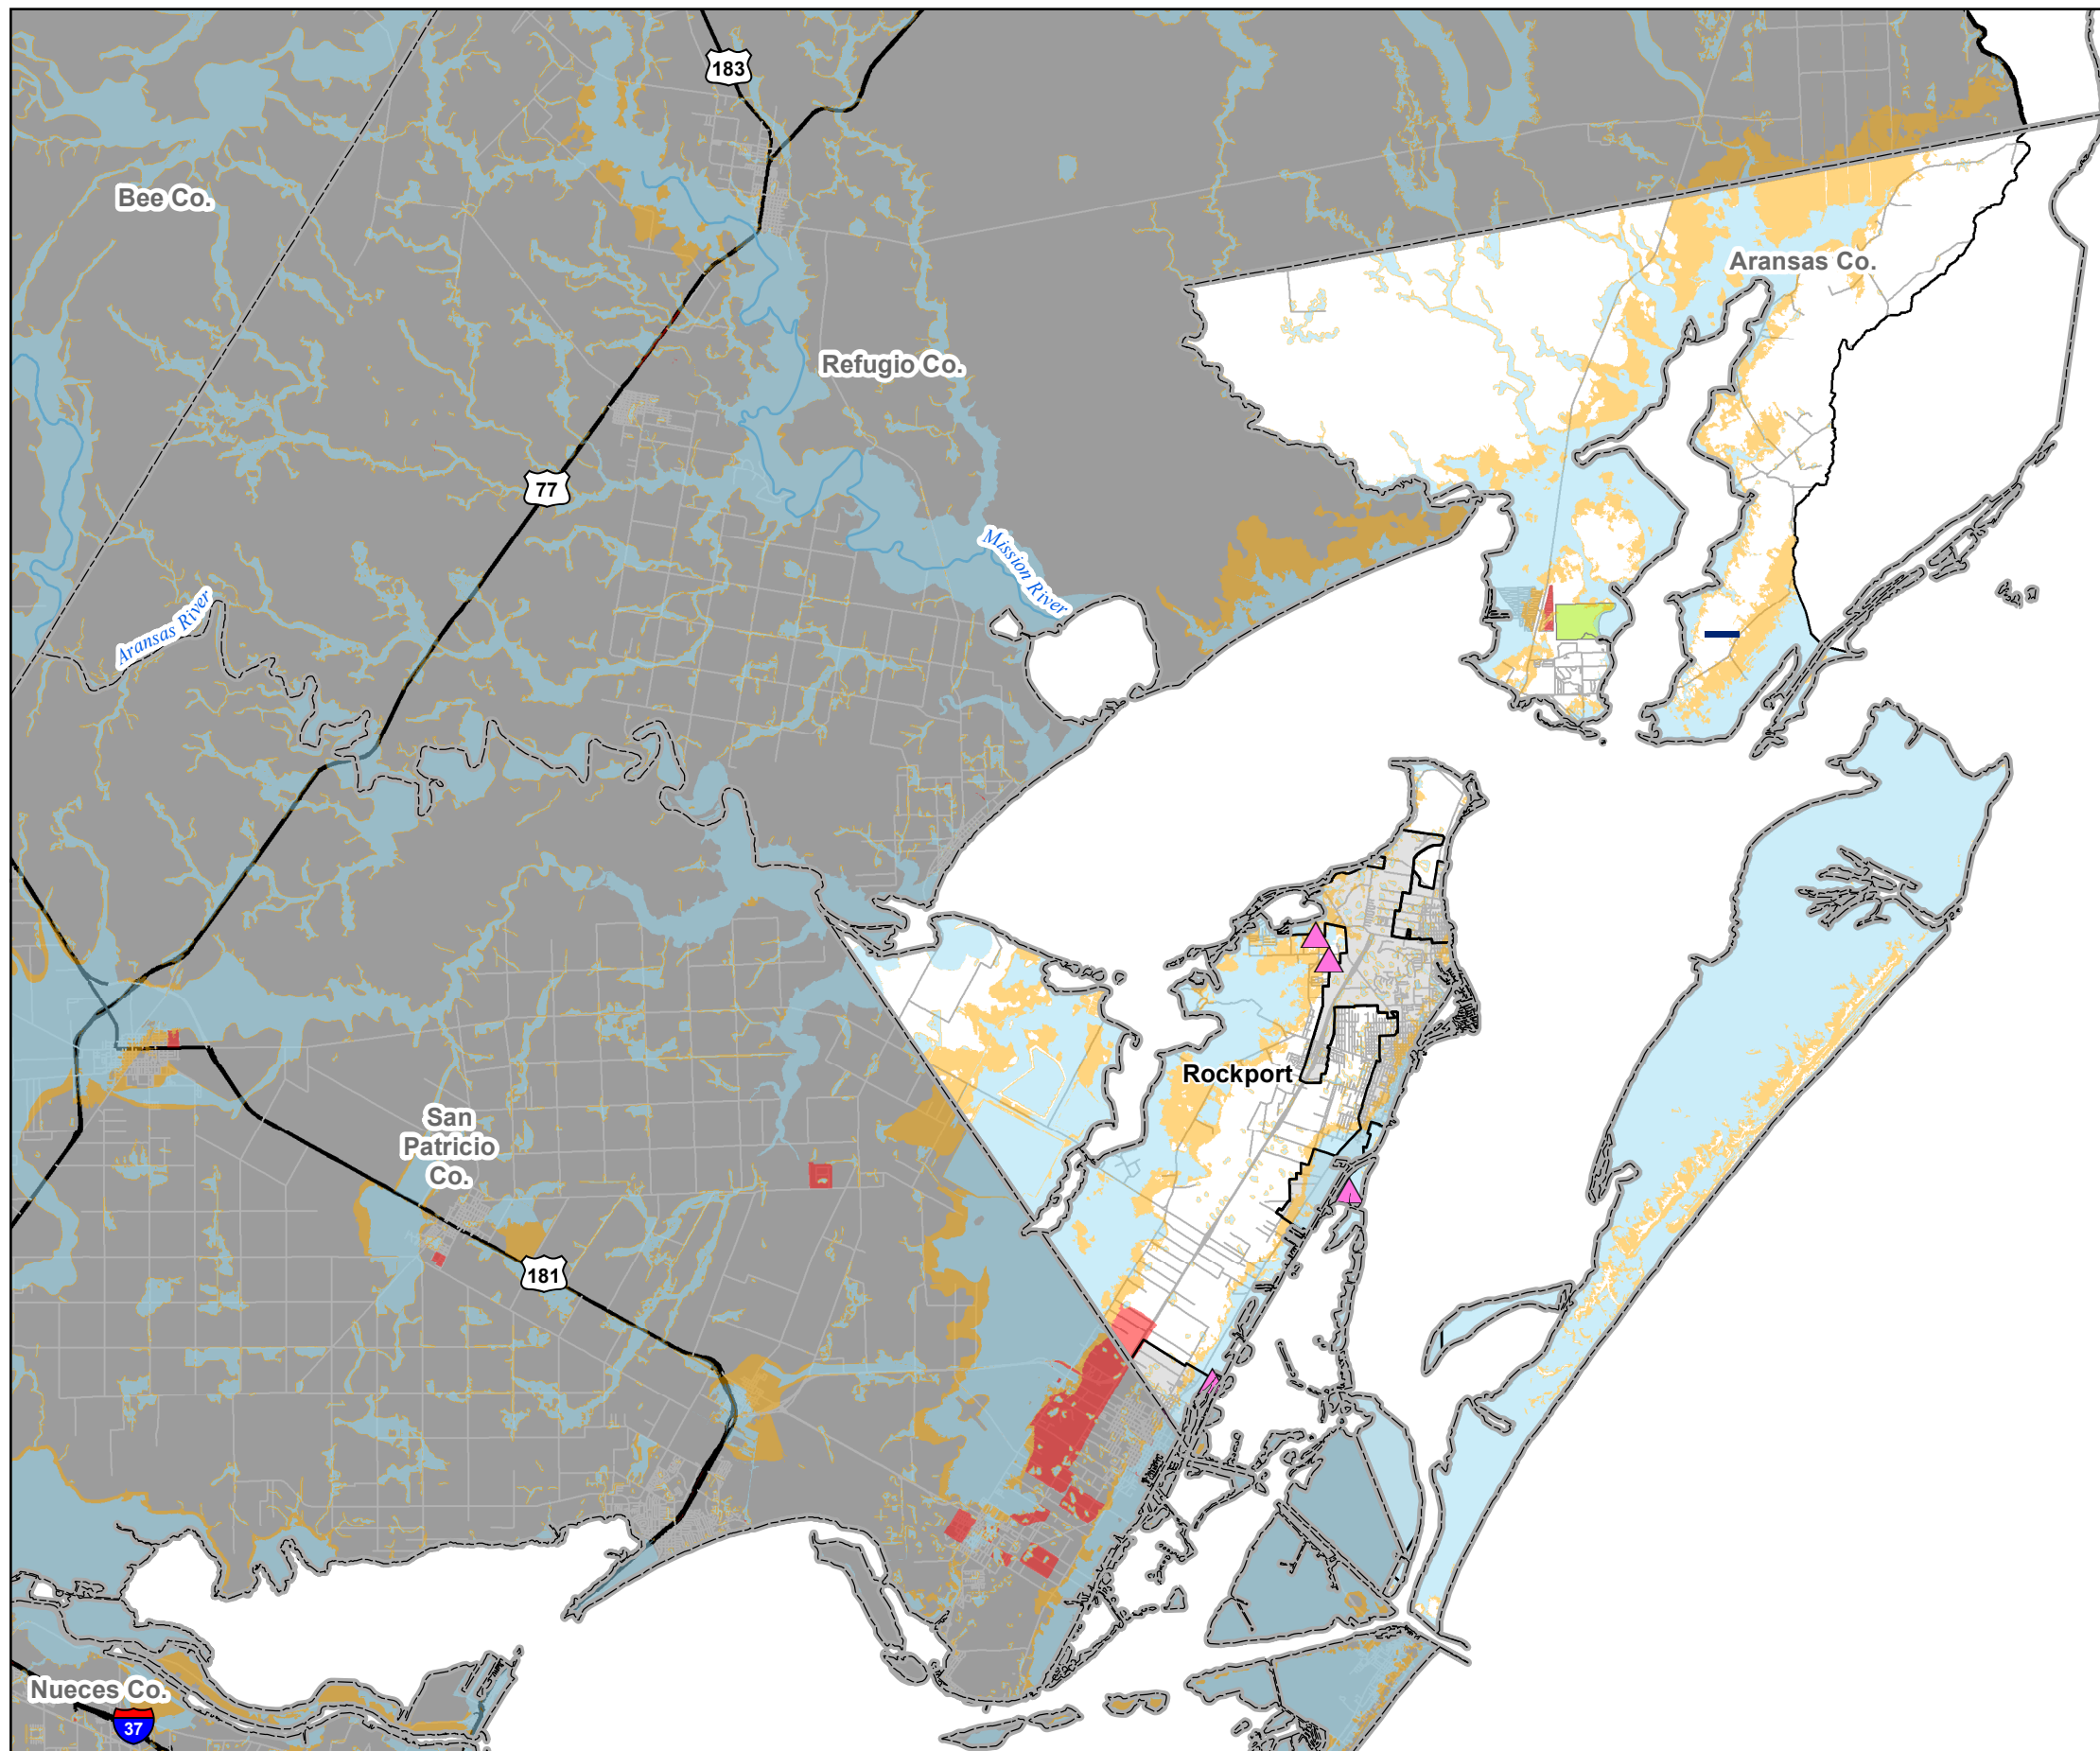 183
Bee Co.
Aransas Co.
Refugio Co.
77
Mission River
Aransas River
Rockport
San
Patricio
Co.
181
Nueces Co.
37